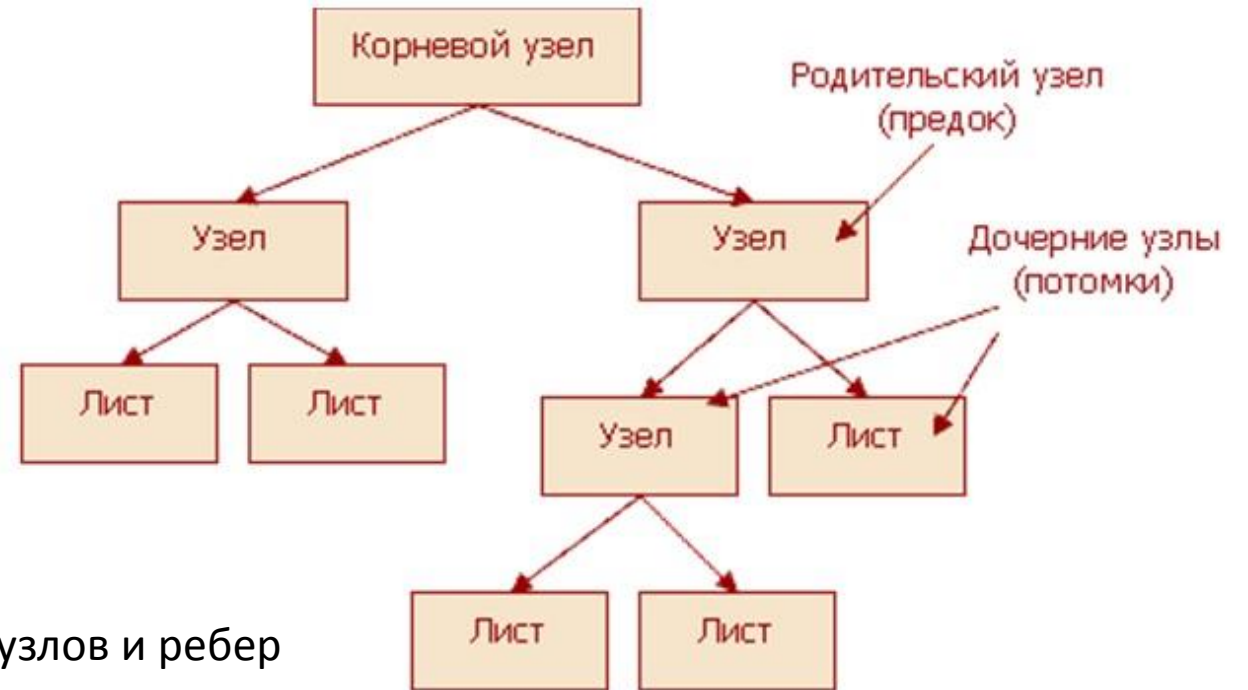 Корневой узел
Родительский узел
(предок)
Узел
Узел
Дочерние узлы
(потомки)
Лист
Лист
Узел
Лист
Лист
Лист
узлов и ребер